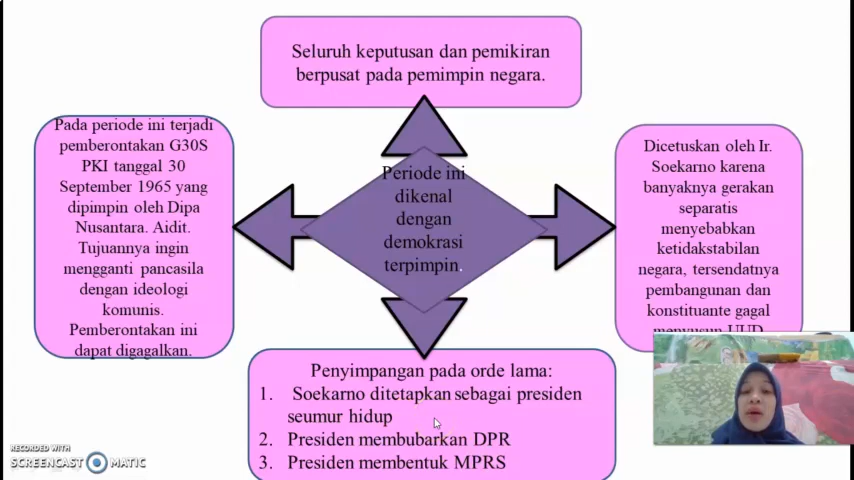 Seluruh keputusan dan pemikiran
berpusat pada pemimpin negara.
Pada periode ini terjadi
pemberontakan G30S
PKI tanggal 30
September 1965 yang
dipimpin oleh Dipa
Nusantara. Aidit.
Tujuannya ingin
mengganti pancasila
dengan ideologi
komunis.
Pemberontakan ini
dapat digagalkan.
Periode ini
dikenal
dengan
demokrasi
terpimpin.
Dicetuskan oleh Ir.
Soekarno karena
banyaknya gerakan
separatis
menyebabkan
ketidakstabilan
negara, tersendatnya
pembangunan dan
konstituante gagal
menyusun UUD
Penyimpangan pada orde lama:
1. Soekarno ditetapkan sebagai presiden
seumur hidup
2. Presiden membubarkan DPR
3. Presiden membentuk MPRS
RECORDED WITH
SCREENCAST MATIC